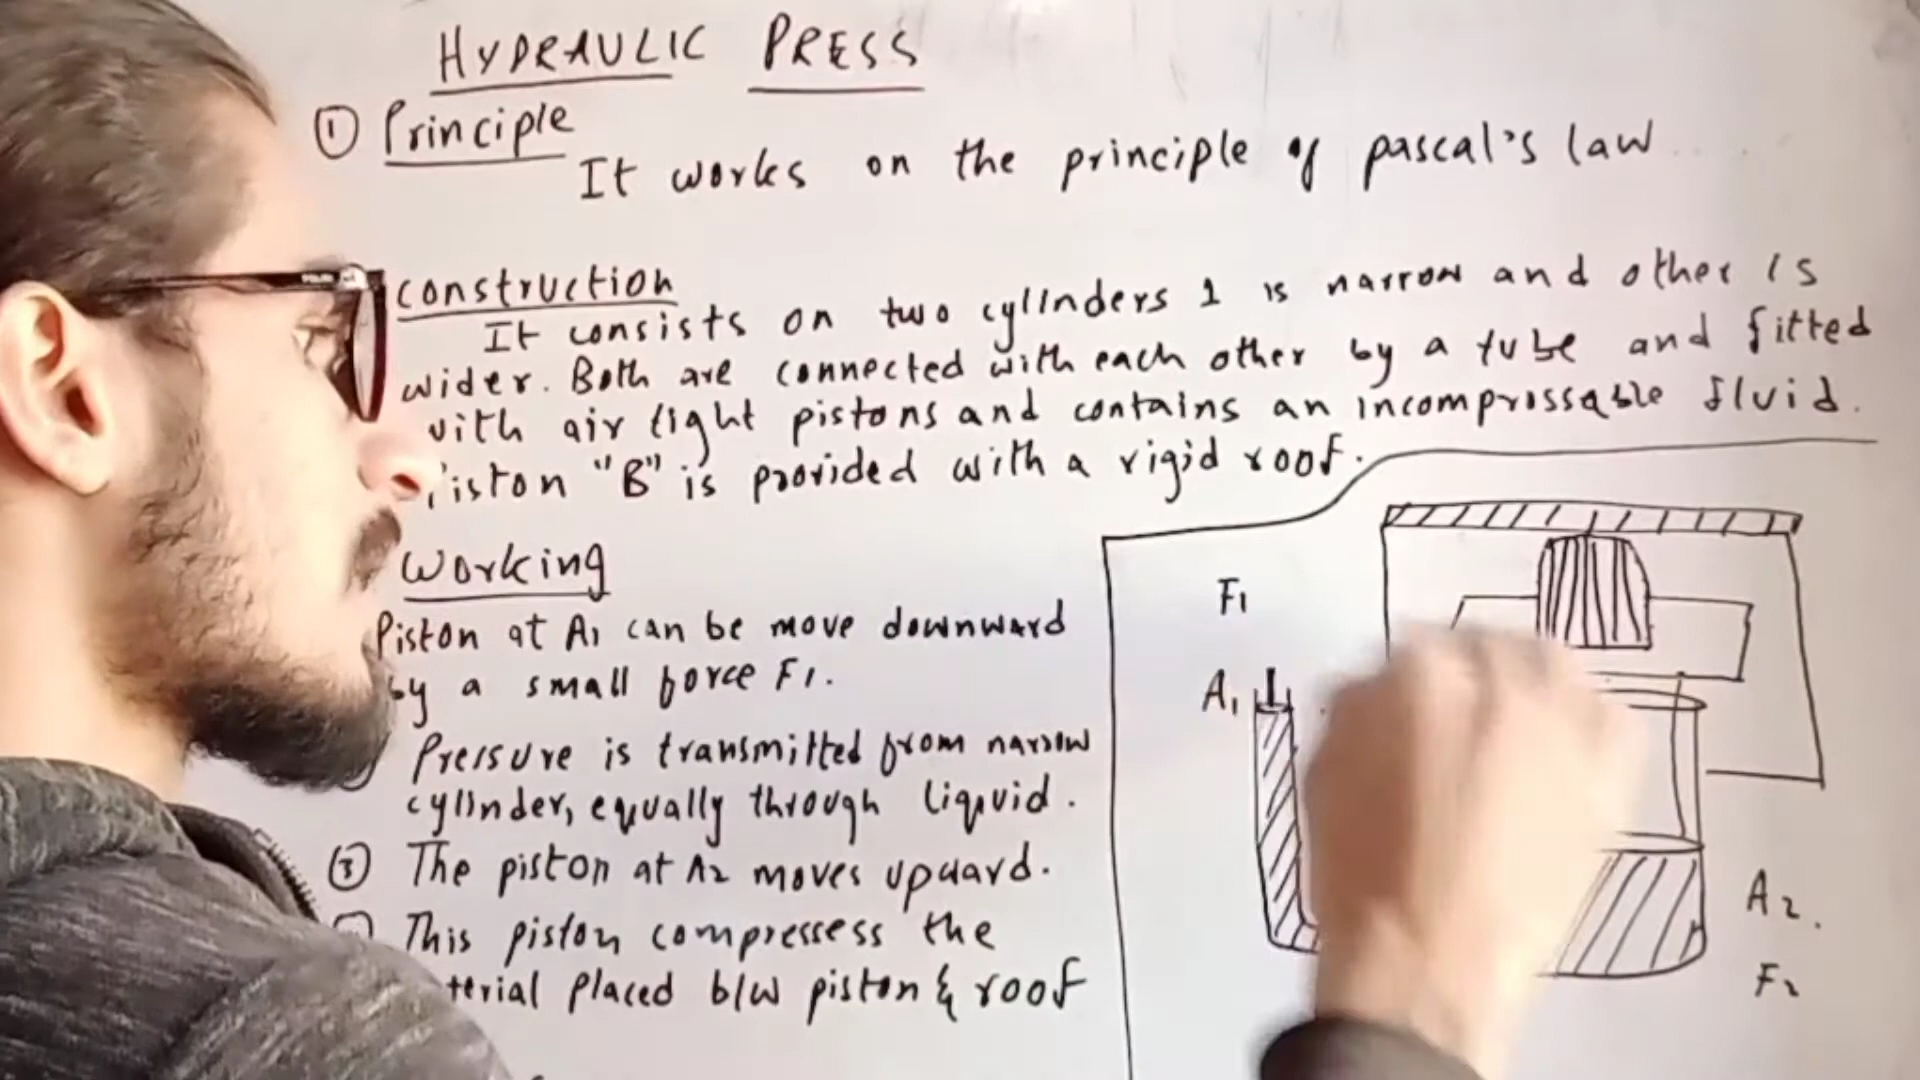 HYDRAULIC PRESS
① Principle
It works on the principle of pascal's law
construction
It consists on two cylinders 1 is narrow and other is
wider. Both are connected with each other by a tube and fitted
with air tight pistons and contains an incomprossable fluid.
iston "B" is provided with a rigid roof.
Working
Piston at A1 can be move downward
by a small force F1.
Pressure is transmitted from narrow
cylinder, equally through liquid.
③ The piston at A2 moves upward.
This piston compressess the
terial placed b/w piston & roof
F1
A1
A2.
F2